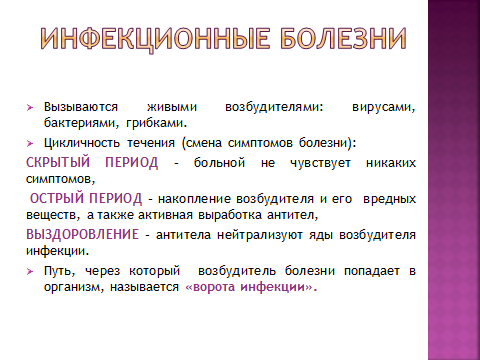 ИНФЕКЦИОННЫЕ БОЛЕЗНИ
Вызываются живыми возбудителями: вирусами,
бактериями, грибками.
Цикличность течения (смена симптомов болезни):
СКРЫТЫЙ ПЕРИОД - больной не чувствует никаких
симптомов,
ОСТРЫЙ ПЕРИОД - накопление возбудителя и его вредных
веществ, а также активная выработка антител,
ВЫЗДОРОВЛЕНИЕ - антитела нейтрализуют яды возбудителя
инфекции.
Путь, через который возбудитель болезни попадает в
организм, называется «ворота инфекции».